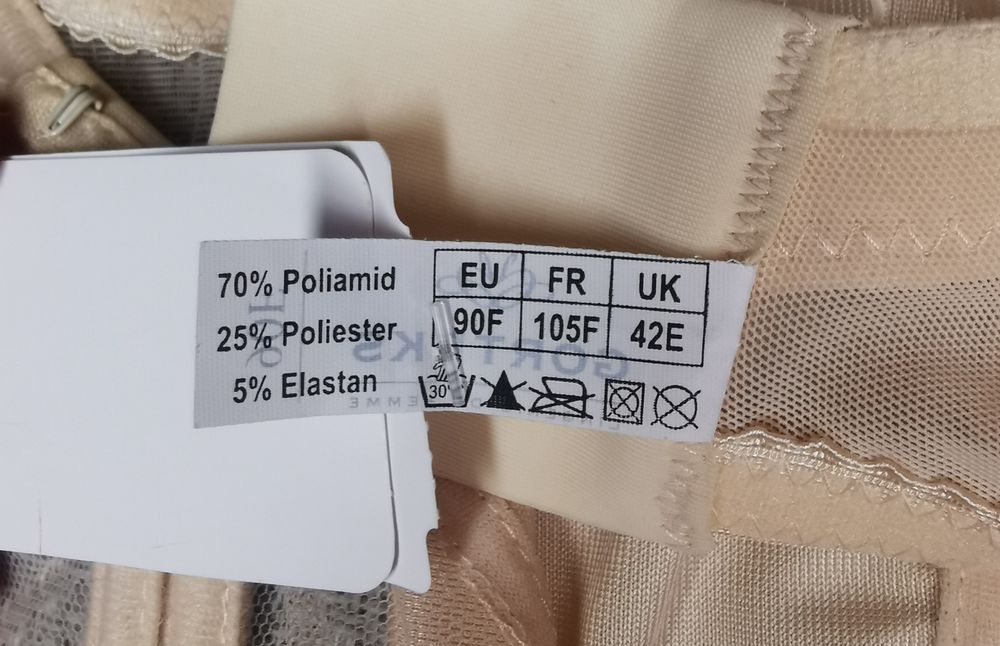 70% Poliamid
25% Poliester
5% Elastan
EU FR UK
90F 105F 42E
30°